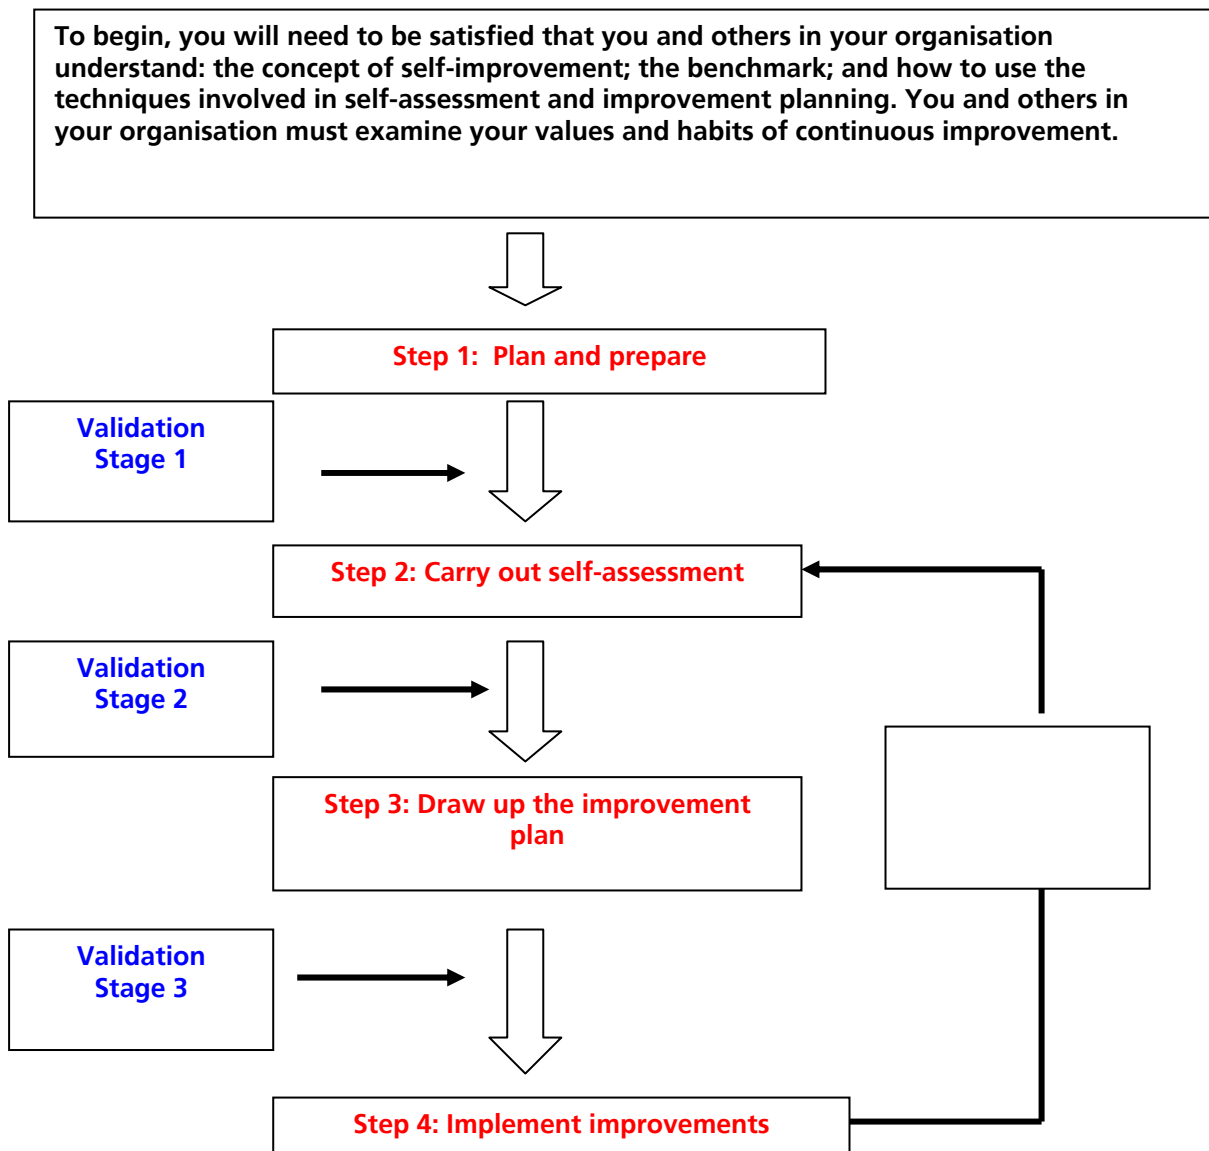 To begin, you will need to be satisfied that you and others in your organisation
understand: the concept of self-improvement; the benchmark; and how to use the
techniques involved in self-assessment and improvement planning. You and others in
your organisation must examine your values and habits of continuous improvement.
Step 1:  Plan and prepare
Validation
Stage 1
Step 2: Carry out self-assessment
Validation
Stage 2
Step 3: Draw up the improvement
plan
Validation
Stage 3
Step 4: Implement improvements